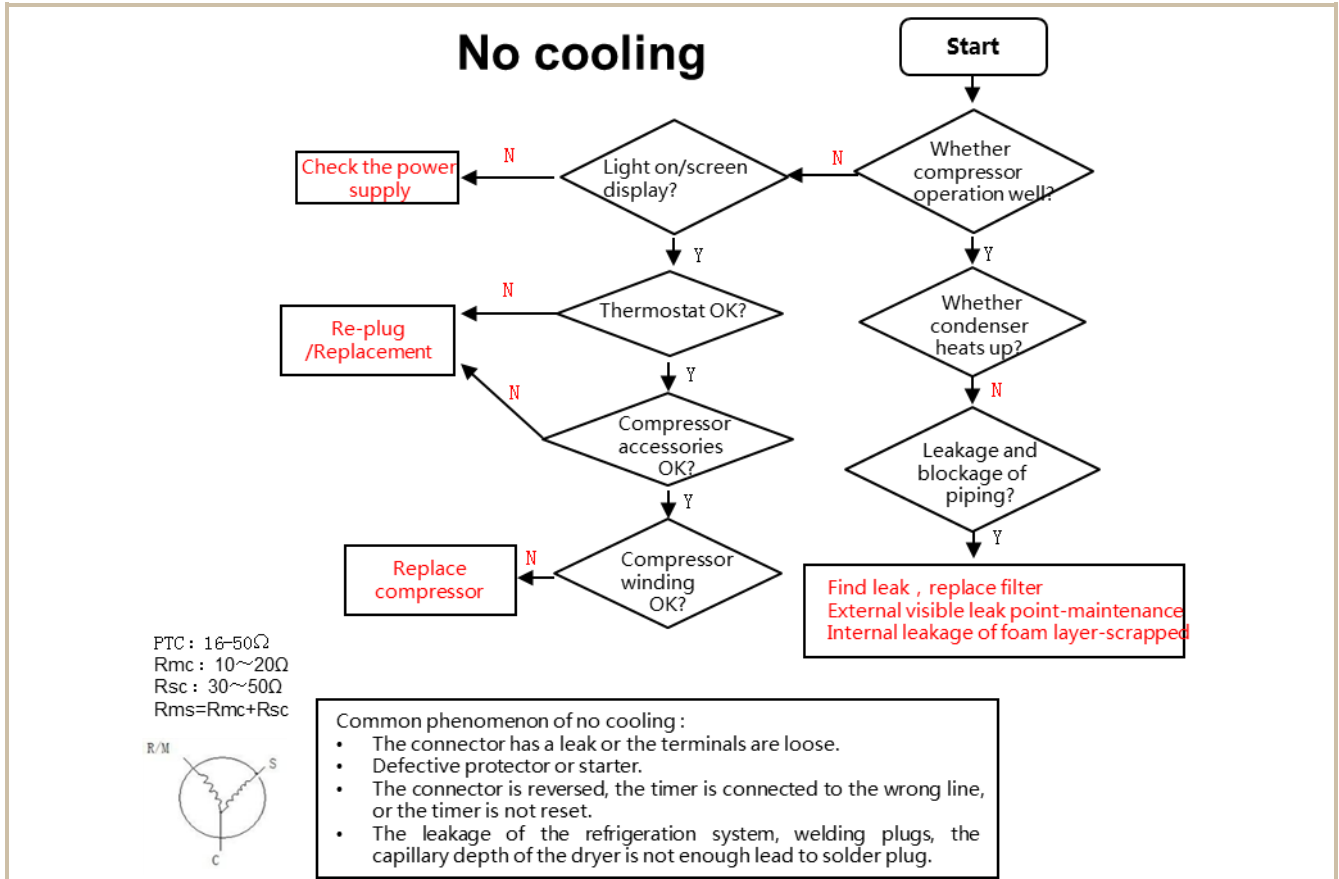 No cooling
Start
Whether
compressor
operation well?
N
Light on/screen
display?
N
Check the power
supply
Y
Y
Thermostat OK?
N
Re-plug
/Replacement
Whether
condenser
heats up?
Y
N
N
Compressor
accessories
OK?
Leakage and
blockage of
piping?
Y
Y
Compressor
winding
OK?
N
Replace
compressor
Find leak , replace filter
External visible leak point-maintenance
Internal leakage of foam layer-scrapped
PTC: 16-50Ω
Rmc: 10~20Ω
Rsc: 30~50Ω
Rms=Rmc+Rsc
R/M
S
C
Common phenomenon of no cooling :
• The connector has a leak or the terminals are loose.
• Defective protector or starter.
• The connector is reversed, the timer is connected to the wrong line,
or the timer is not reset.
• The leakage of the refrigeration system, welding plugs, the
capillary depth of the dryer is not enough lead to solder plug.